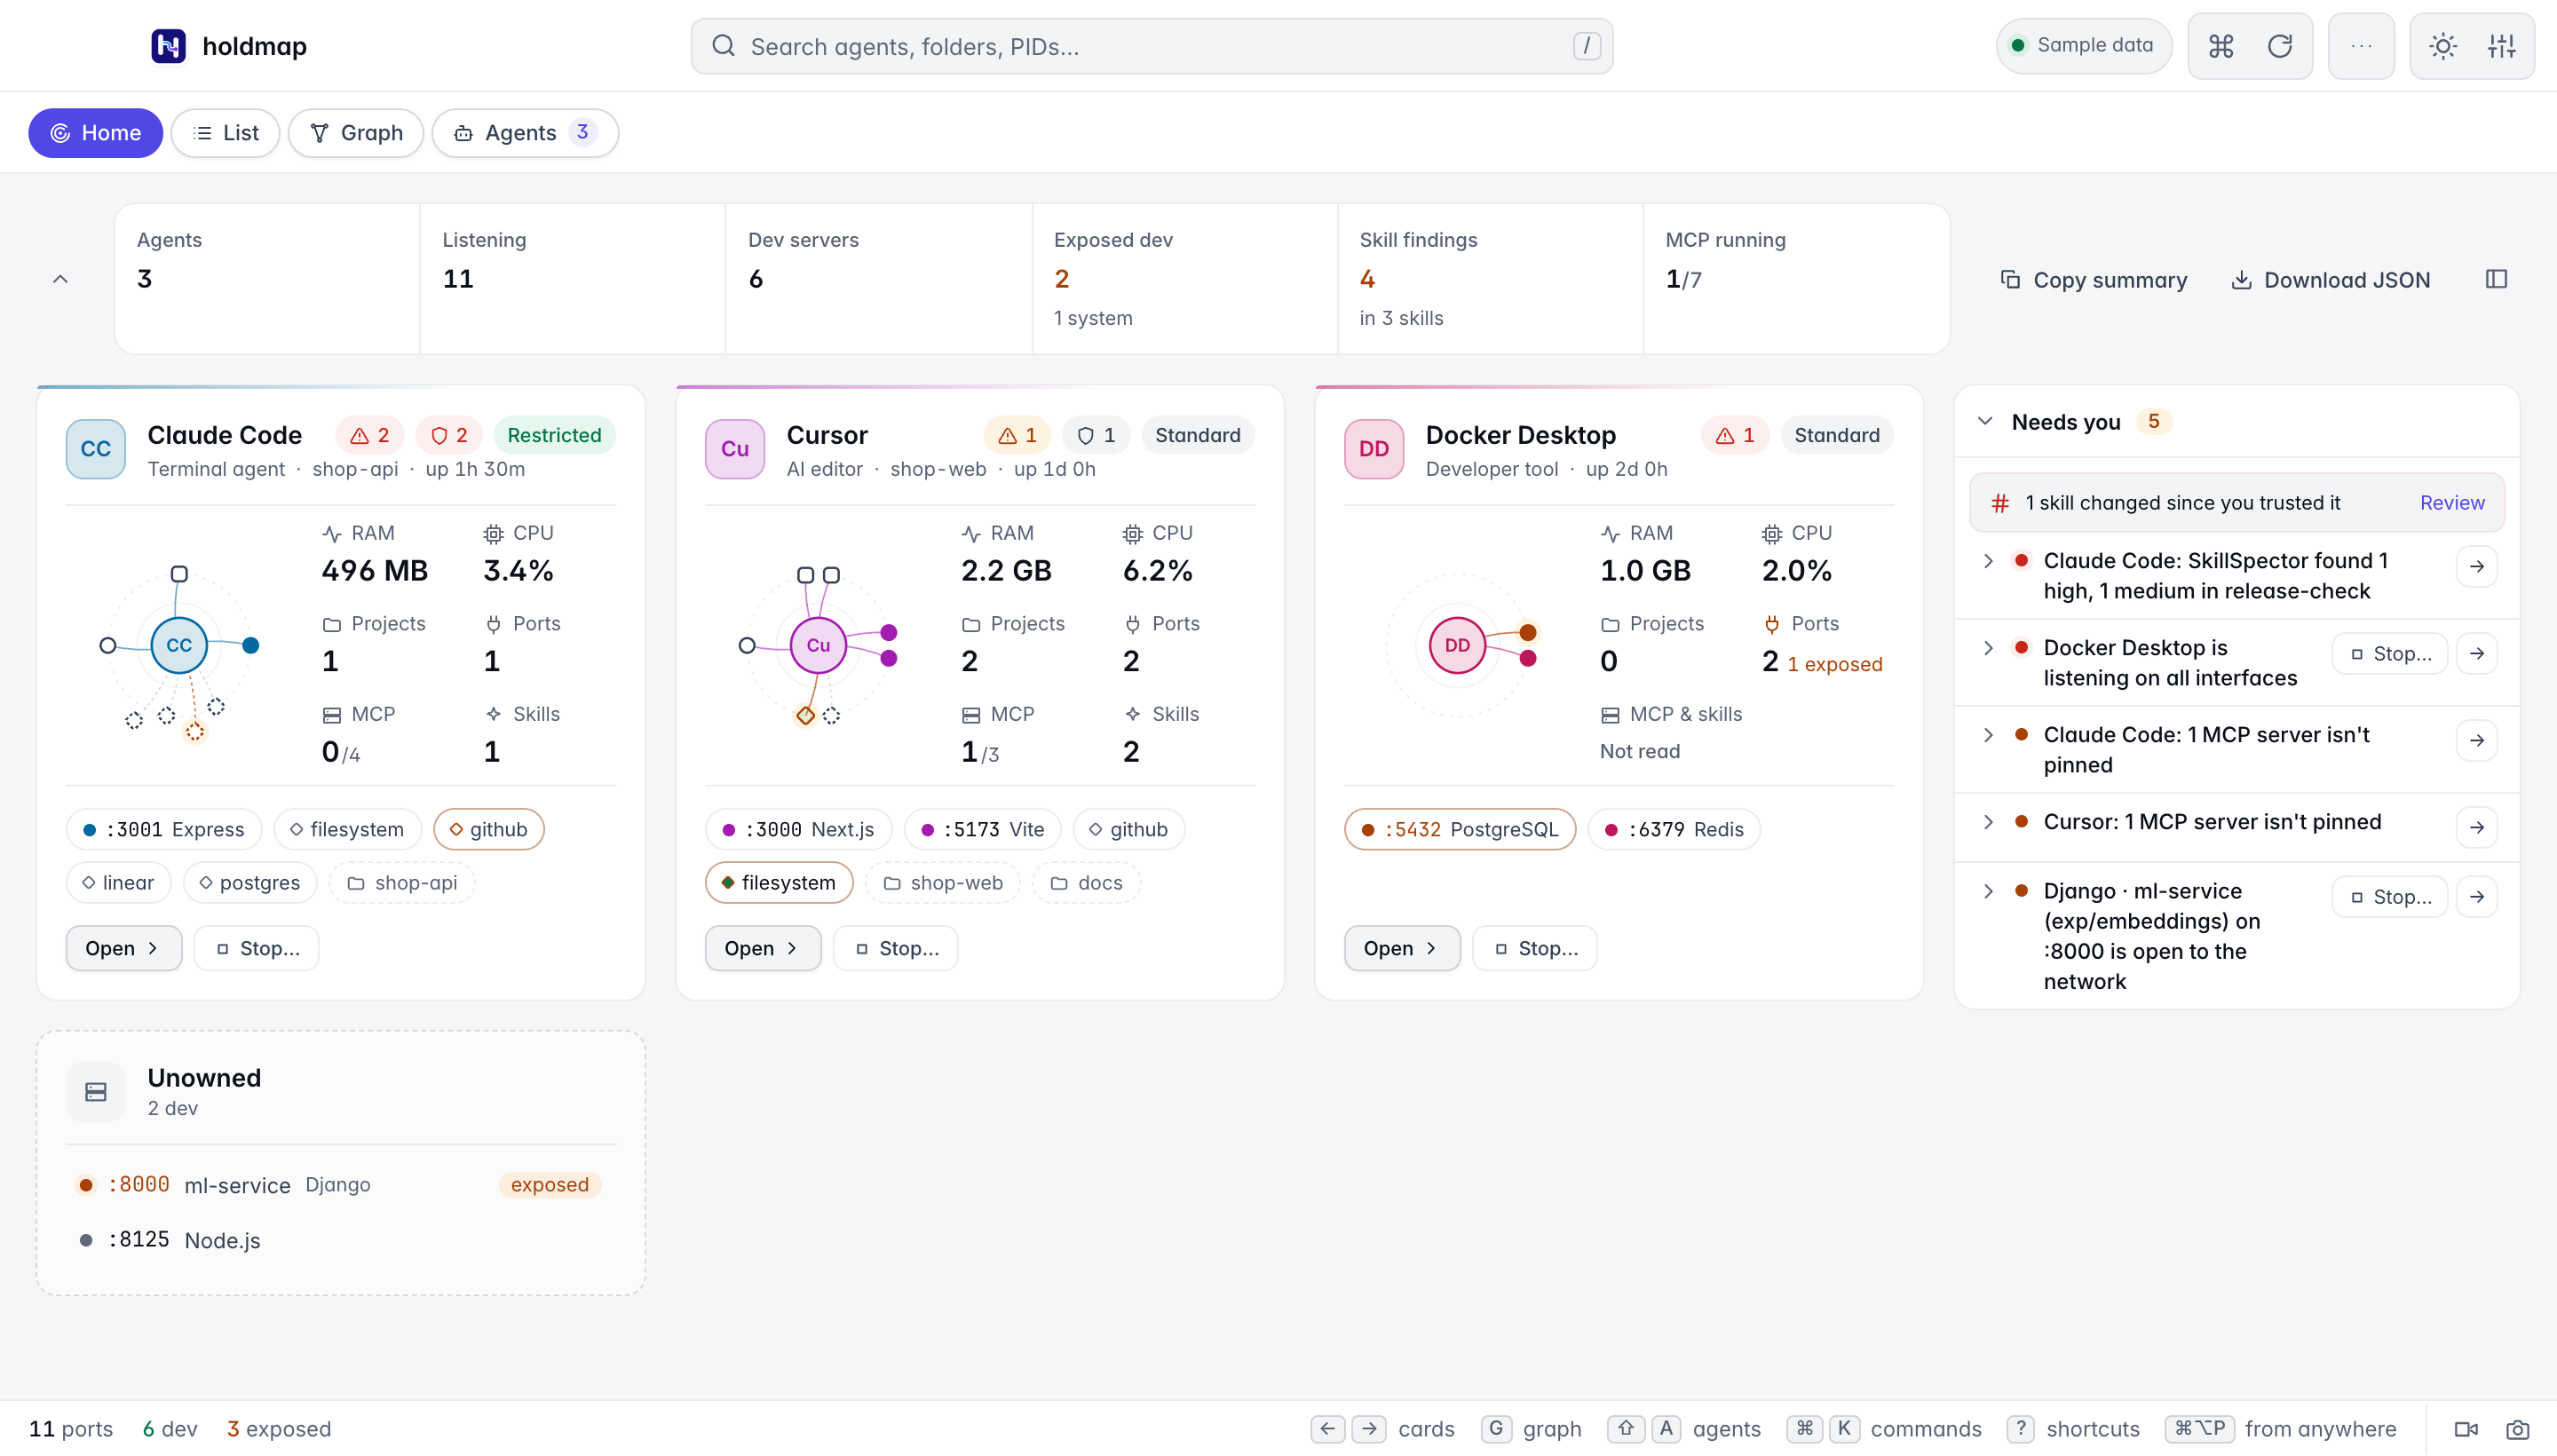 holdmap
Search agents, folders, PIDs...
/
Sample data
Home
List
Graph
Agents 3
Agents
3
Listening
11
Dev servers
6
Exposed dev
2
1 system
Skill findings
4
in 3 skills
MCP running
1/7
Copy summary
Download JSON
CC
Claude Code
2
2
Restricted
Terminal agent · shop-api · up 1h 30m
CC
RAM
496 MB
CPU
3.4%
Projects
1
Ports
1
MCP
0/4
Skills
1
:3001 Express
filesystem
github
linear
postgres
shop-api
Open
Stop...
Cu
Cursor
1
1
Standard
AI editor · shop-web · up 1d 0h
Cu
RAM
2.2 GB
CPU
6.2%
Projects
2
Ports
2
MCP
1/3
Skills
2
:3000 Next.js
:5173 Vite
github
filesystem
shop-web
docs
Open
Stop...
DD
Docker Desktop
1
Standard
Developer tool · up 2d 0h
DD
RAM
1.0 GB
CPU
2.0%
Projects
0
Ports
2 1 exposed
MCP & skills
Not read
:5432 PostgreSQL
:6379 Redis
Open
Stop...
Needs you 5
# 1 skill changed since you trusted it Review
Claude Code: SkillSpector found 1
high, 1 medium in release-check
Docker Desktop is
listening on all interfaces
Stop...
Claude Code: 1 MCP server isn't
pinned
Cursor: 1 MCP server isn't pinned
Django · ml-service
(exp/embeddings) on
:8000 is open to the
network
Stop...
Unowned
2 dev
:8000 ml-service Django exposed
:8125 Node.js
11 ports 6 dev 3 exposed
← → cards G graph ⇧ A agents ⌘ K commands ? shortcuts ⌘⌥P from anywhere